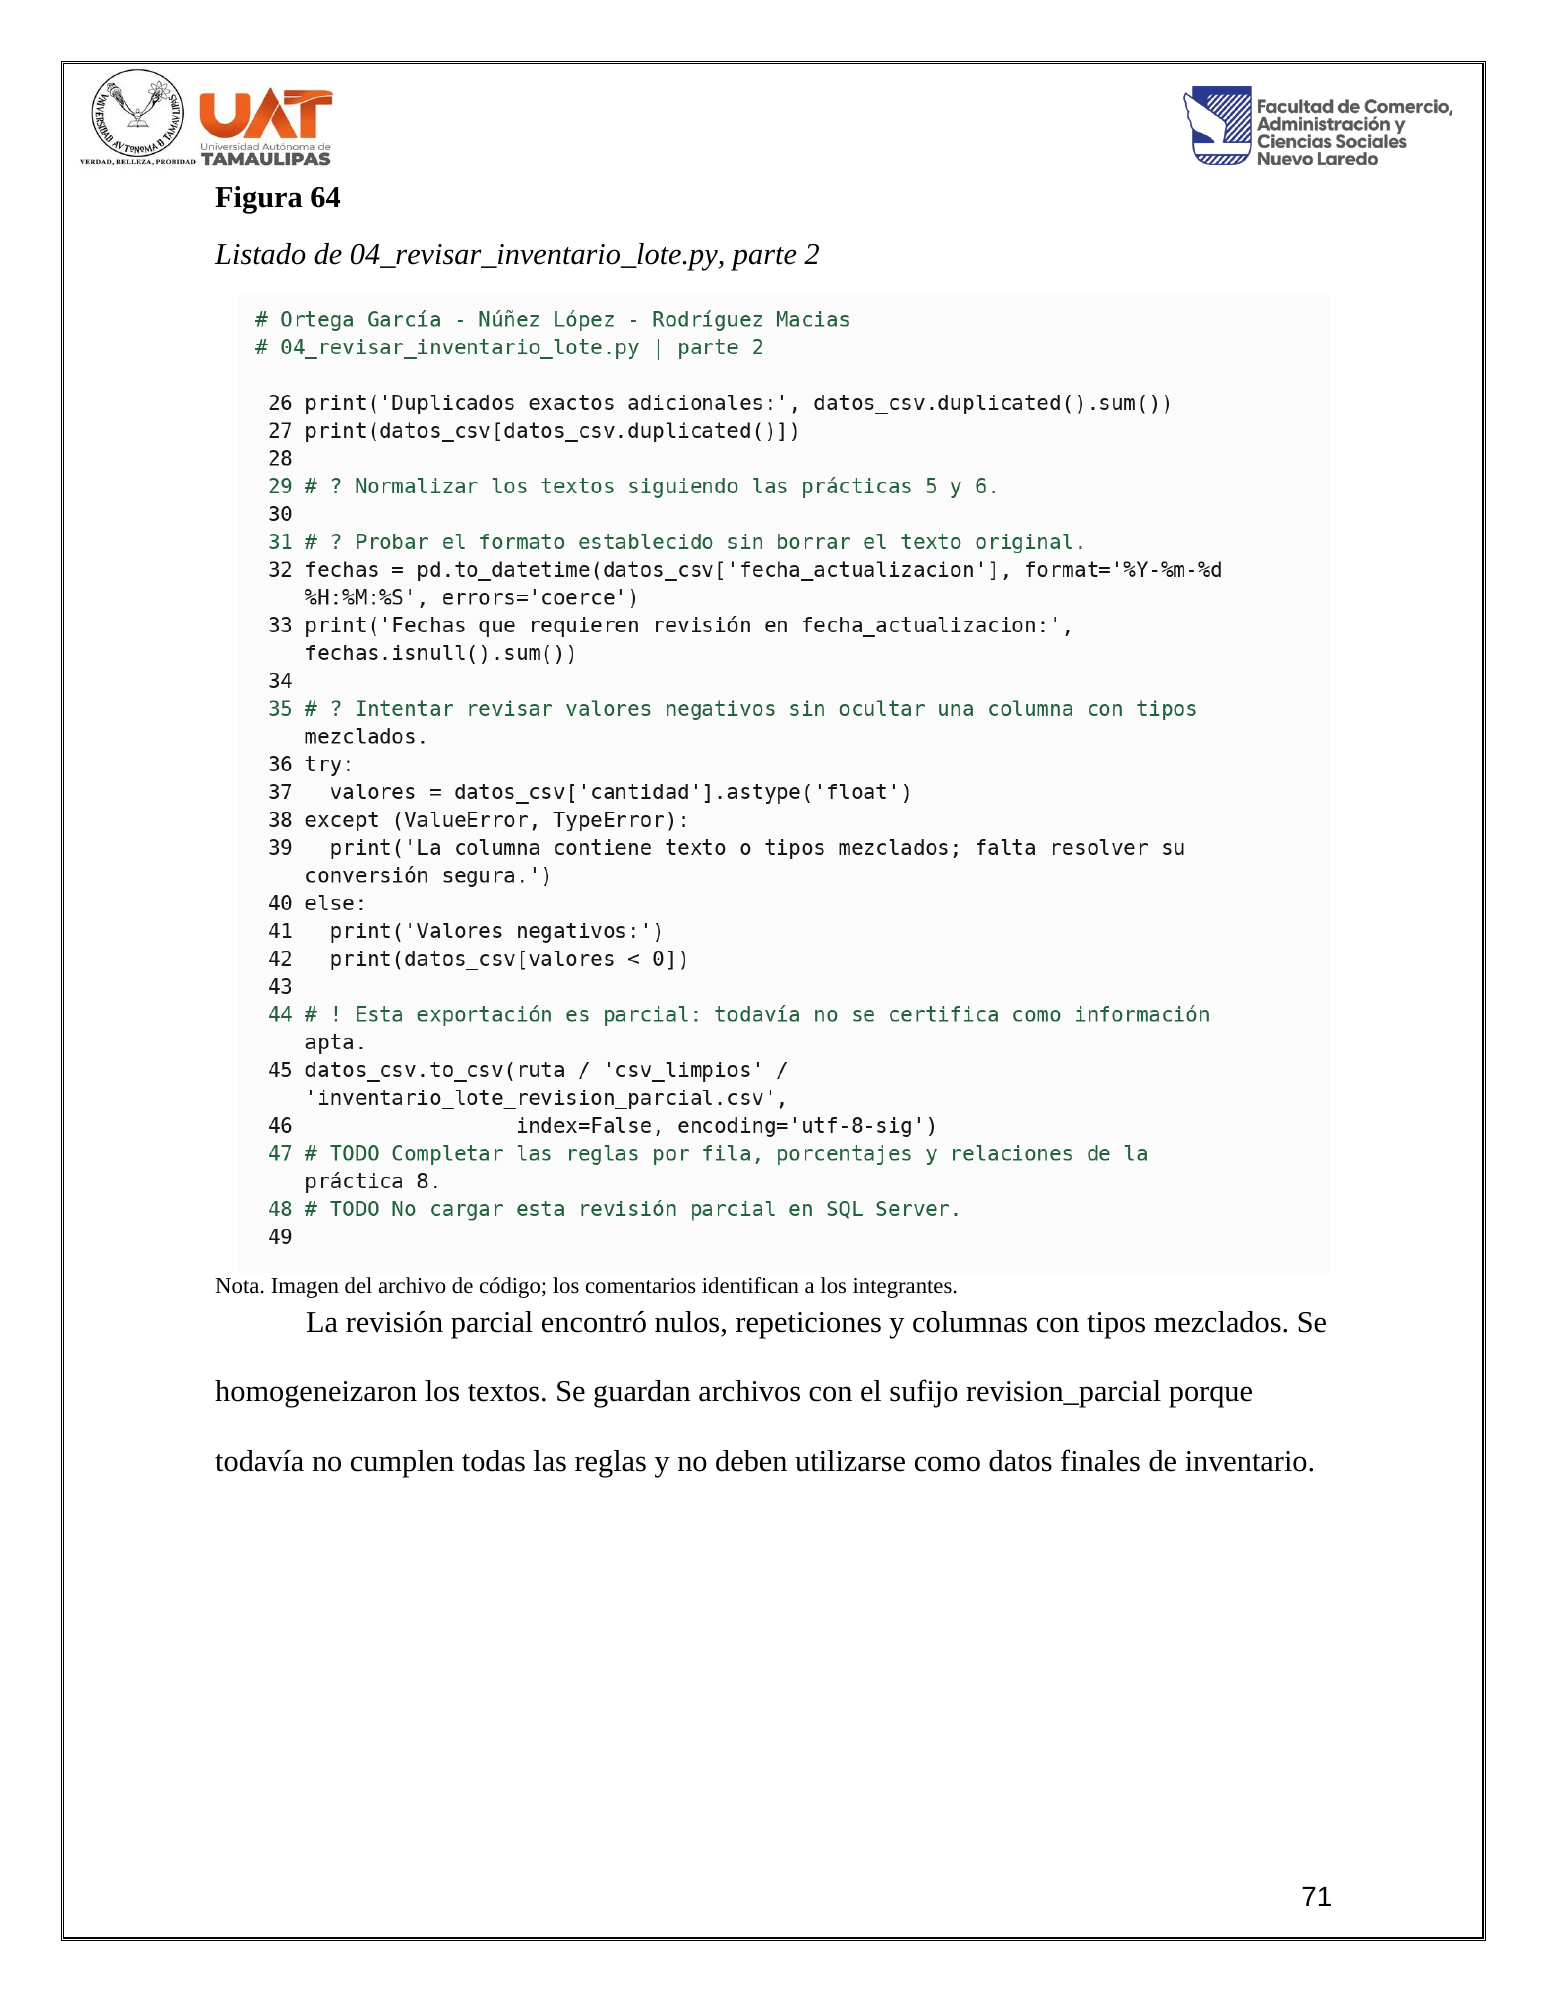 UNIVERSIDAD AUTONOMA DE TAMAULIPAS
VERDAD, BELLEZA, PROBIDAD
UAT
Universidad Autónoma de
TAMAULIPAS
Facultad de Comercio,
Administración y
Ciencias Sociales
Nuevo Laredo
Figura 64
Listado de 04_revisar_inventario_lote.py, parte 2
# Ortega García - Núñez López - Rodríguez Macias
# 04_revisar_inventario_lote.py | parte 2
26 print('Duplicados exactos adicionales:', datos_csv.duplicated().sum())
27 print(datos_csv[datos_csv.duplicated()])
28
29 # ? Normalizar los textos siguiendo las prácticas 5 y 6.
30
31 # ? Probar el formato establecido sin borrar el texto original.
32 fechas = pd.to_datetime(datos_csv['fecha_actualizacion'], format='%Y-%m-%d
%H:%M:%S', errors='coerce')
33 print('Fechas que requieren revisión en fecha_actualizacion:',
fechas.isnull().sum())
34
35 # ? Intentar revisar valores negativos sin ocultar una columna con tipos
mezclados.
36 try:
37   valores = datos_csv['cantidad'].astype('float')
38 except (ValueError, TypeError):
39   print('La columna contiene texto o tipos mezclados; falta resolver su
conversión segura.')
40 else:
41   print('Valores negativos:')
42   print(datos_csv[valores < 0])
43
44 # ! Esta exportación es parcial: todavía no se certifica como información
apta.
45 datos_csv.to_csv(ruta / 'csv_limpios' /
'inventario_lote_revision_parcial.csv',
46                  index=False, encoding='utf-8-sig')
47 # TODO Completar las reglas por fila, porcentajes y relaciones de la
práctica 8.
48 # TODO No cargar esta revisión parcial en SQL Server.
49
Nota. Imagen del archivo de código; los comentarios identifican a los integrantes.
La revisión parcial encontró nulos, repeticiones y columnas con tipos mezclados. Se
homogeneizaron los textos. Se guardan archivos con el sufijo revision_parcial porque
todavía no cumplen todas las reglas y no deben utilizarse como datos finales de inventario.
71